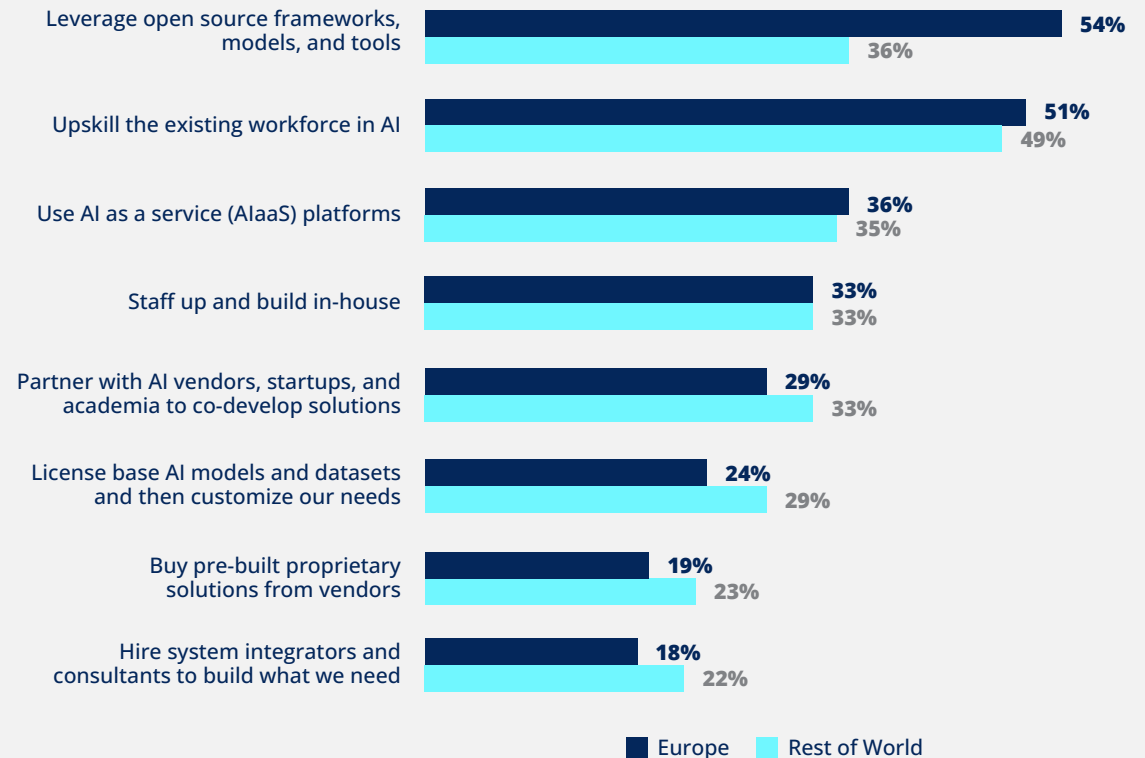 Leverage open source frameworks,
models, and tools
54%
36%
Upskill the existing workforce in AI
51%
49%
Use AI as a service (AIaaS) platforms
36%
35%
Staff up and build in-house
33%
33%
Partner with AI vendors, startups, and
academia to co-develop solutions
29%
33%
License base AI models and datasets
and then customize our needs
24%
29%
Buy pre-built proprietary
solutions from vendors
19%
23%
Hire system integrators and
consultants to build what we need
18%
22%
Europe Rest of World